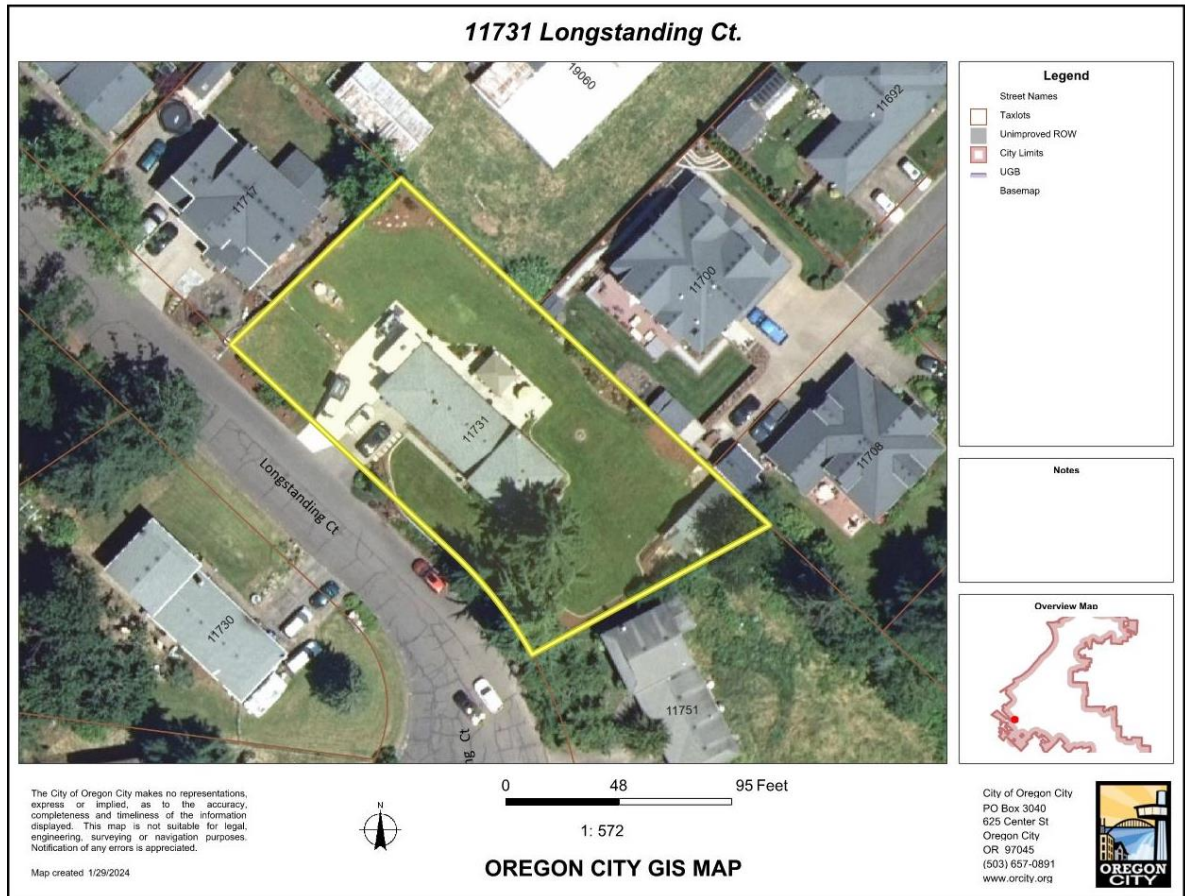 11731 Longstanding Ct.
19060
11692
11717
11700
11731
11708
Longstanding Ct
11730
11751
ng Ct
Legend
Street Names
Taxlots
Unimproved ROW
City Limits
UGB
Basemap
Notes
Overview Map
The City of Oregon City makes no representations,
express or implied, as to the accuracy,
completeness and timeliness of the information
displayed. This map is not suitable for legal,
engineering, surveying or navigation purposes.
Notification of any errors is appreciated.
Map created 1/29/2024
N
0 48 95 Feet
1: 572
OREGON CITY GIS MAP
City of Oregon City
PO Box 3040
625 Center St
Oregon City
OR 97045
(503) 657-0891
www.orcity.org
OREGON
CITY